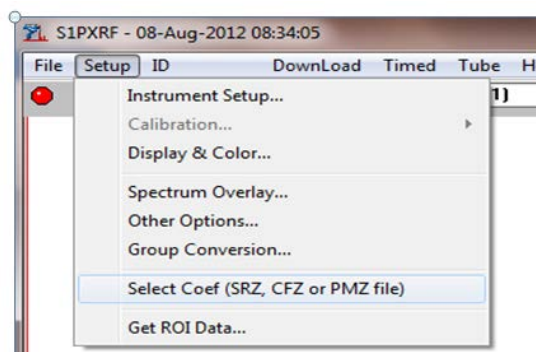 S1PXRF - 08-Aug-2012 08:34:05
File Setup ID DownLoad Timed Tube H
1)
Instrument Setup...
Calibration...
Display & Color...
Spectrum Overlay...
Other Options...
Group Conversion...
Select Coef (SRZ, CFZ or PMZ file)
Get ROI Data...